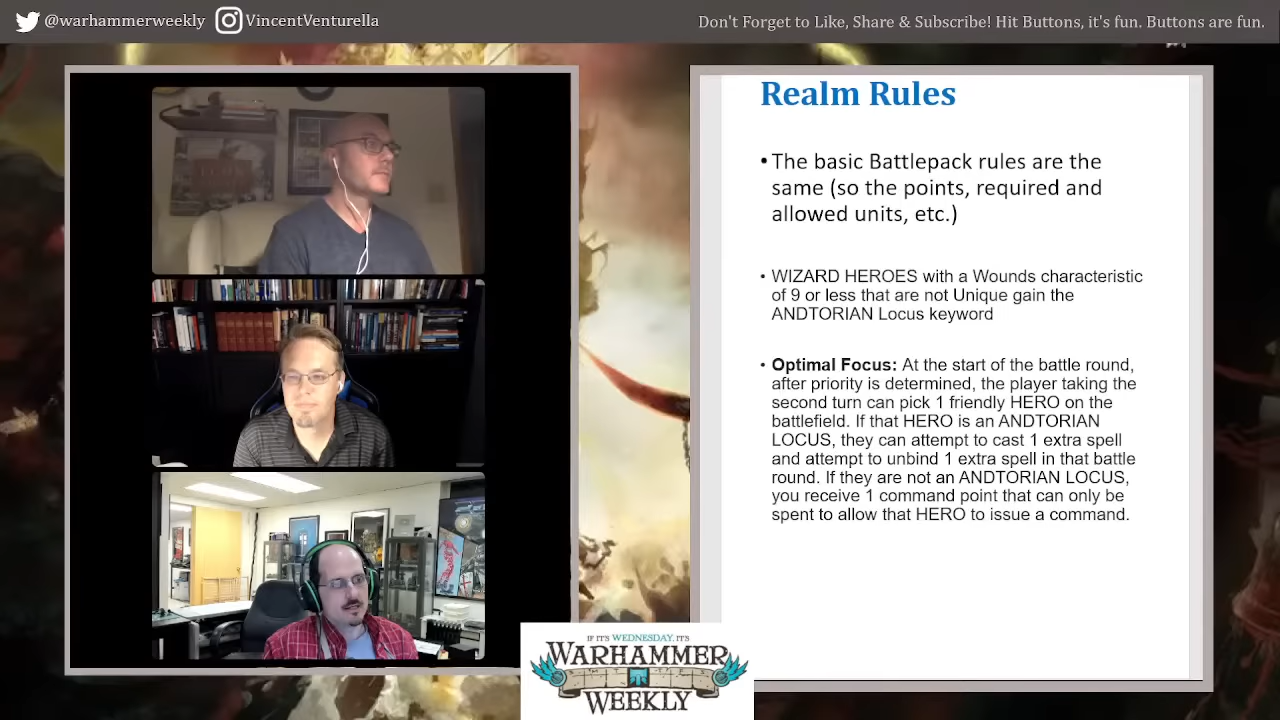 @warhammerweekly VincentVenturella
Don't Forget to Like, Share & Subscribe! Hit Buttons, it's fun. Buttons are fun.
Realm Rules
• The basic Battlepack rules are the
same (so the points, required and
allowed units, etc.)
• WIZARD HEROES with a Wounds characteristic
of 9 or less that are not Unique gain the
ANDTORIAN Locus keyword
• Optimal Focus: At the start of the battle round,
after priority is determined, the player taking the
second turn can pick 1 friendly HERO on the
battlefield. If that HERO is an ANDTORIAN
LOCUS, they can attempt to cast 1 extra spell
and attempt to unbind 1 extra spell in that battle
round. If they are not an ANDTORIAN LOCUS,
you receive 1 command point that can only be
spent to allow that HERO to issue a command.
IF IT'S WEDNESDAY, IT'S
WARHAMMER
WEEKLY